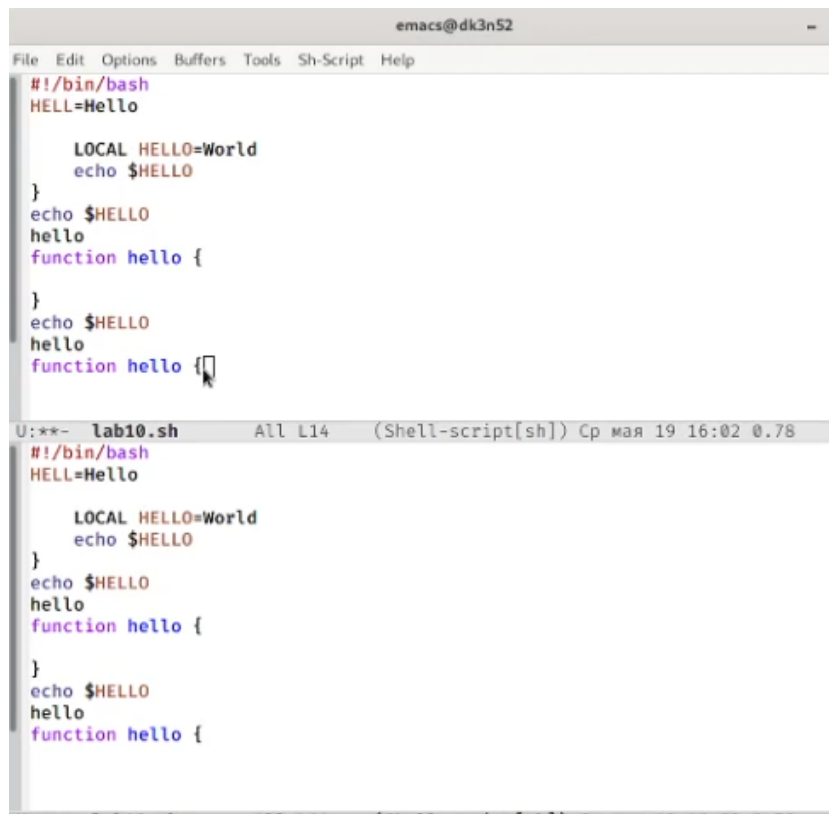 emacs@dk3n52
File Edit Options Buffers Tools Sh-Script Help
#!/bin/bash
HELL=Hello
LOCAL HELLO=World
echo $HELLO
}
echo $HELLO
hello
function hello {
}
echo $HELLO
hello
function hello {
U:**- lab10.sh All L14 (Shell-script[sh]) Ср мая 19 16:02 0.78
#!/bin/bash
HELL=Hello
LOCAL HELLO=World
echo $HELLO
}
echo $HELLO
hello
function hello {
}
echo $HELLO
hello
function hello {